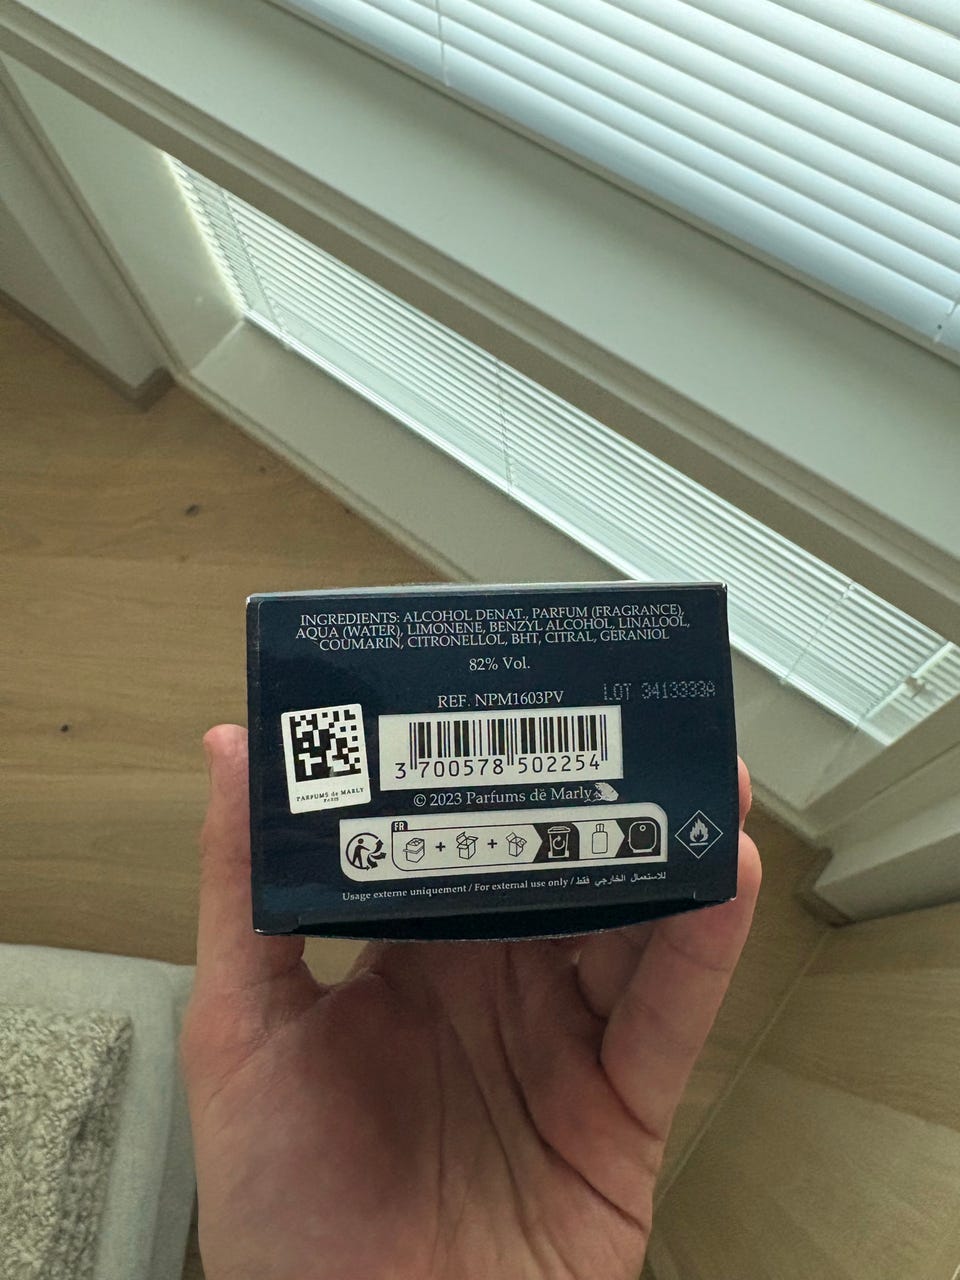 INGREDIENTS: ALCOHOL DENAT., PARFUM (FRAGRANCE),
AQUA (WATER), LIMONENE, BENZYL ALCOHOL, LINALOOL,
COUMARIN, CITRONELLOL, BHT, CITRAL, GERANIOL
82% Vol.
LOT 3413333A
REF. NPM1603PV
PARFUMS de MARLY
PARIS
3 700578 502254
© 2023 Parfums de Marly
FR
Usage externe uniquement / For external use only / للاستعمال الخارجي فقط